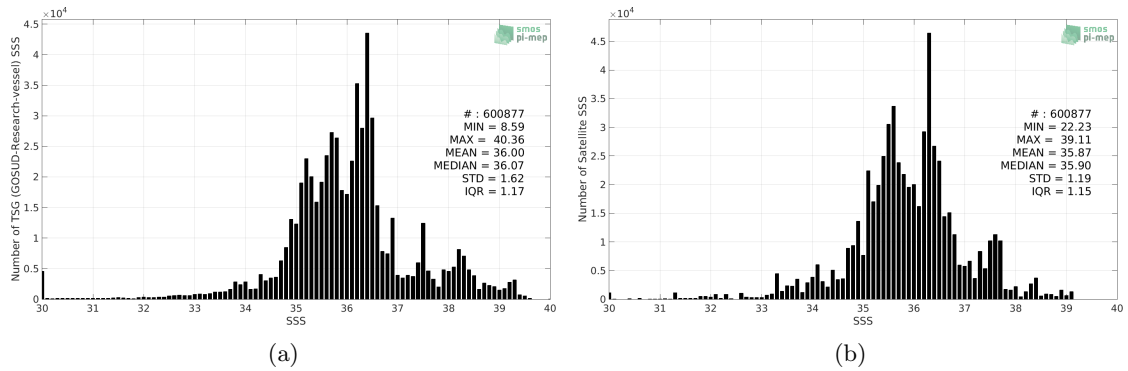 ×10⁴
4.5
4
3.5
3
2.5
2
1.5
1
0.5
0
30 31 32 33 34 35 36 37 38 39 40
SSS
Number of TSG (GOSUD-Research-vessel) SSS
smos
pi-mep
# : 600877
MIN = 8.59
MAX = 40.36
MEAN = 36.00
MEDIAN = 36.07
STD = 1.62
IQR = 1.17
(a)
×10⁴
4.5
4
3.5
3
2.5
2
1.5
1
0.5
0
30 31 32 33 34 35 36 37 38 39 40
SSS
Number of Satellite SSS
smos
pi-mep
# : 600877
MIN = 22.23
MAX = 39.11
MEAN = 35.87
MEDIAN = 35.90
STD = 1.19
IQR = 1.15
(b)